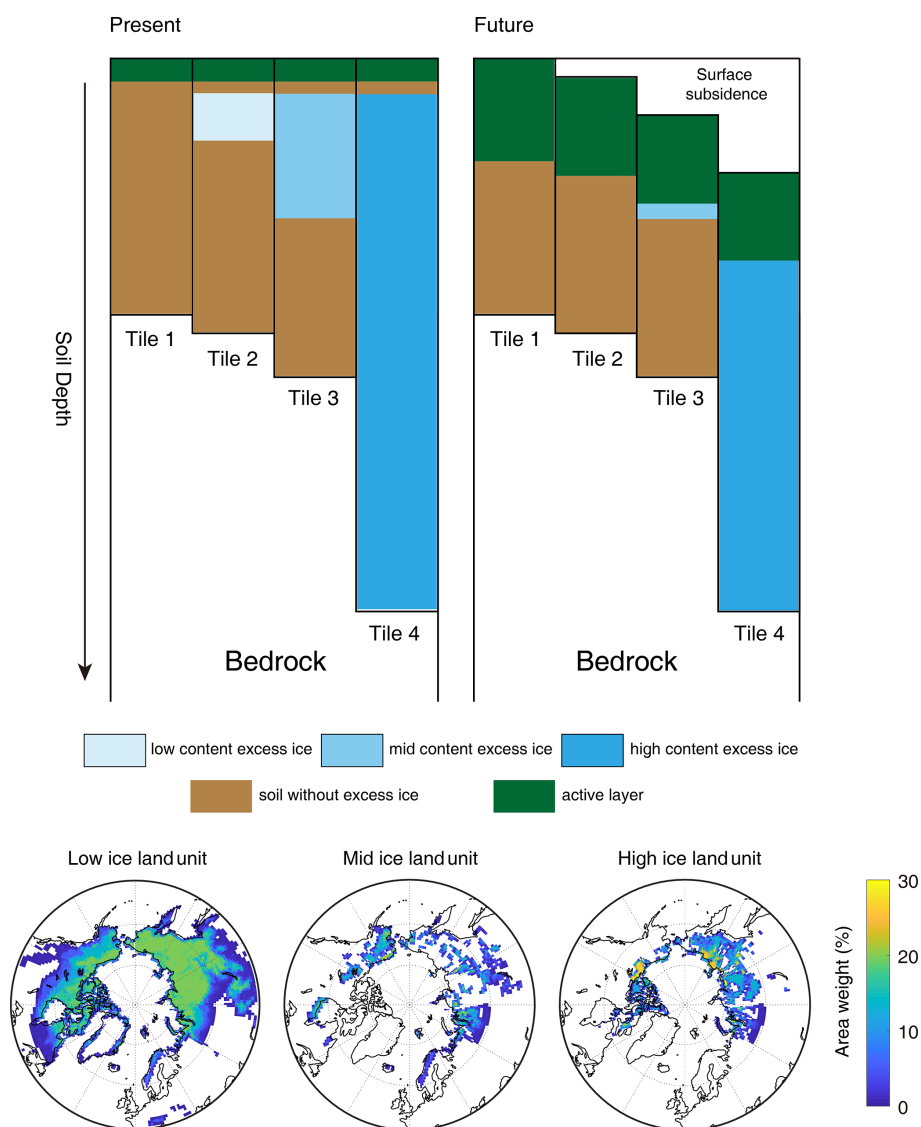 Present
Future
Surface
subsidence
Soil Depth
Tile 1
Tile 2
Tile 3
Tile 4
Bedrock
Tile 1
Tile 2
Tile 3
Tile 4
Bedrock
low content excess ice
mid content excess ice
high content excess ice
soil without excess ice
active layer
Low ice land unit
Mid ice land unit
High ice land unit
30
20
10
0
Area weight (%)